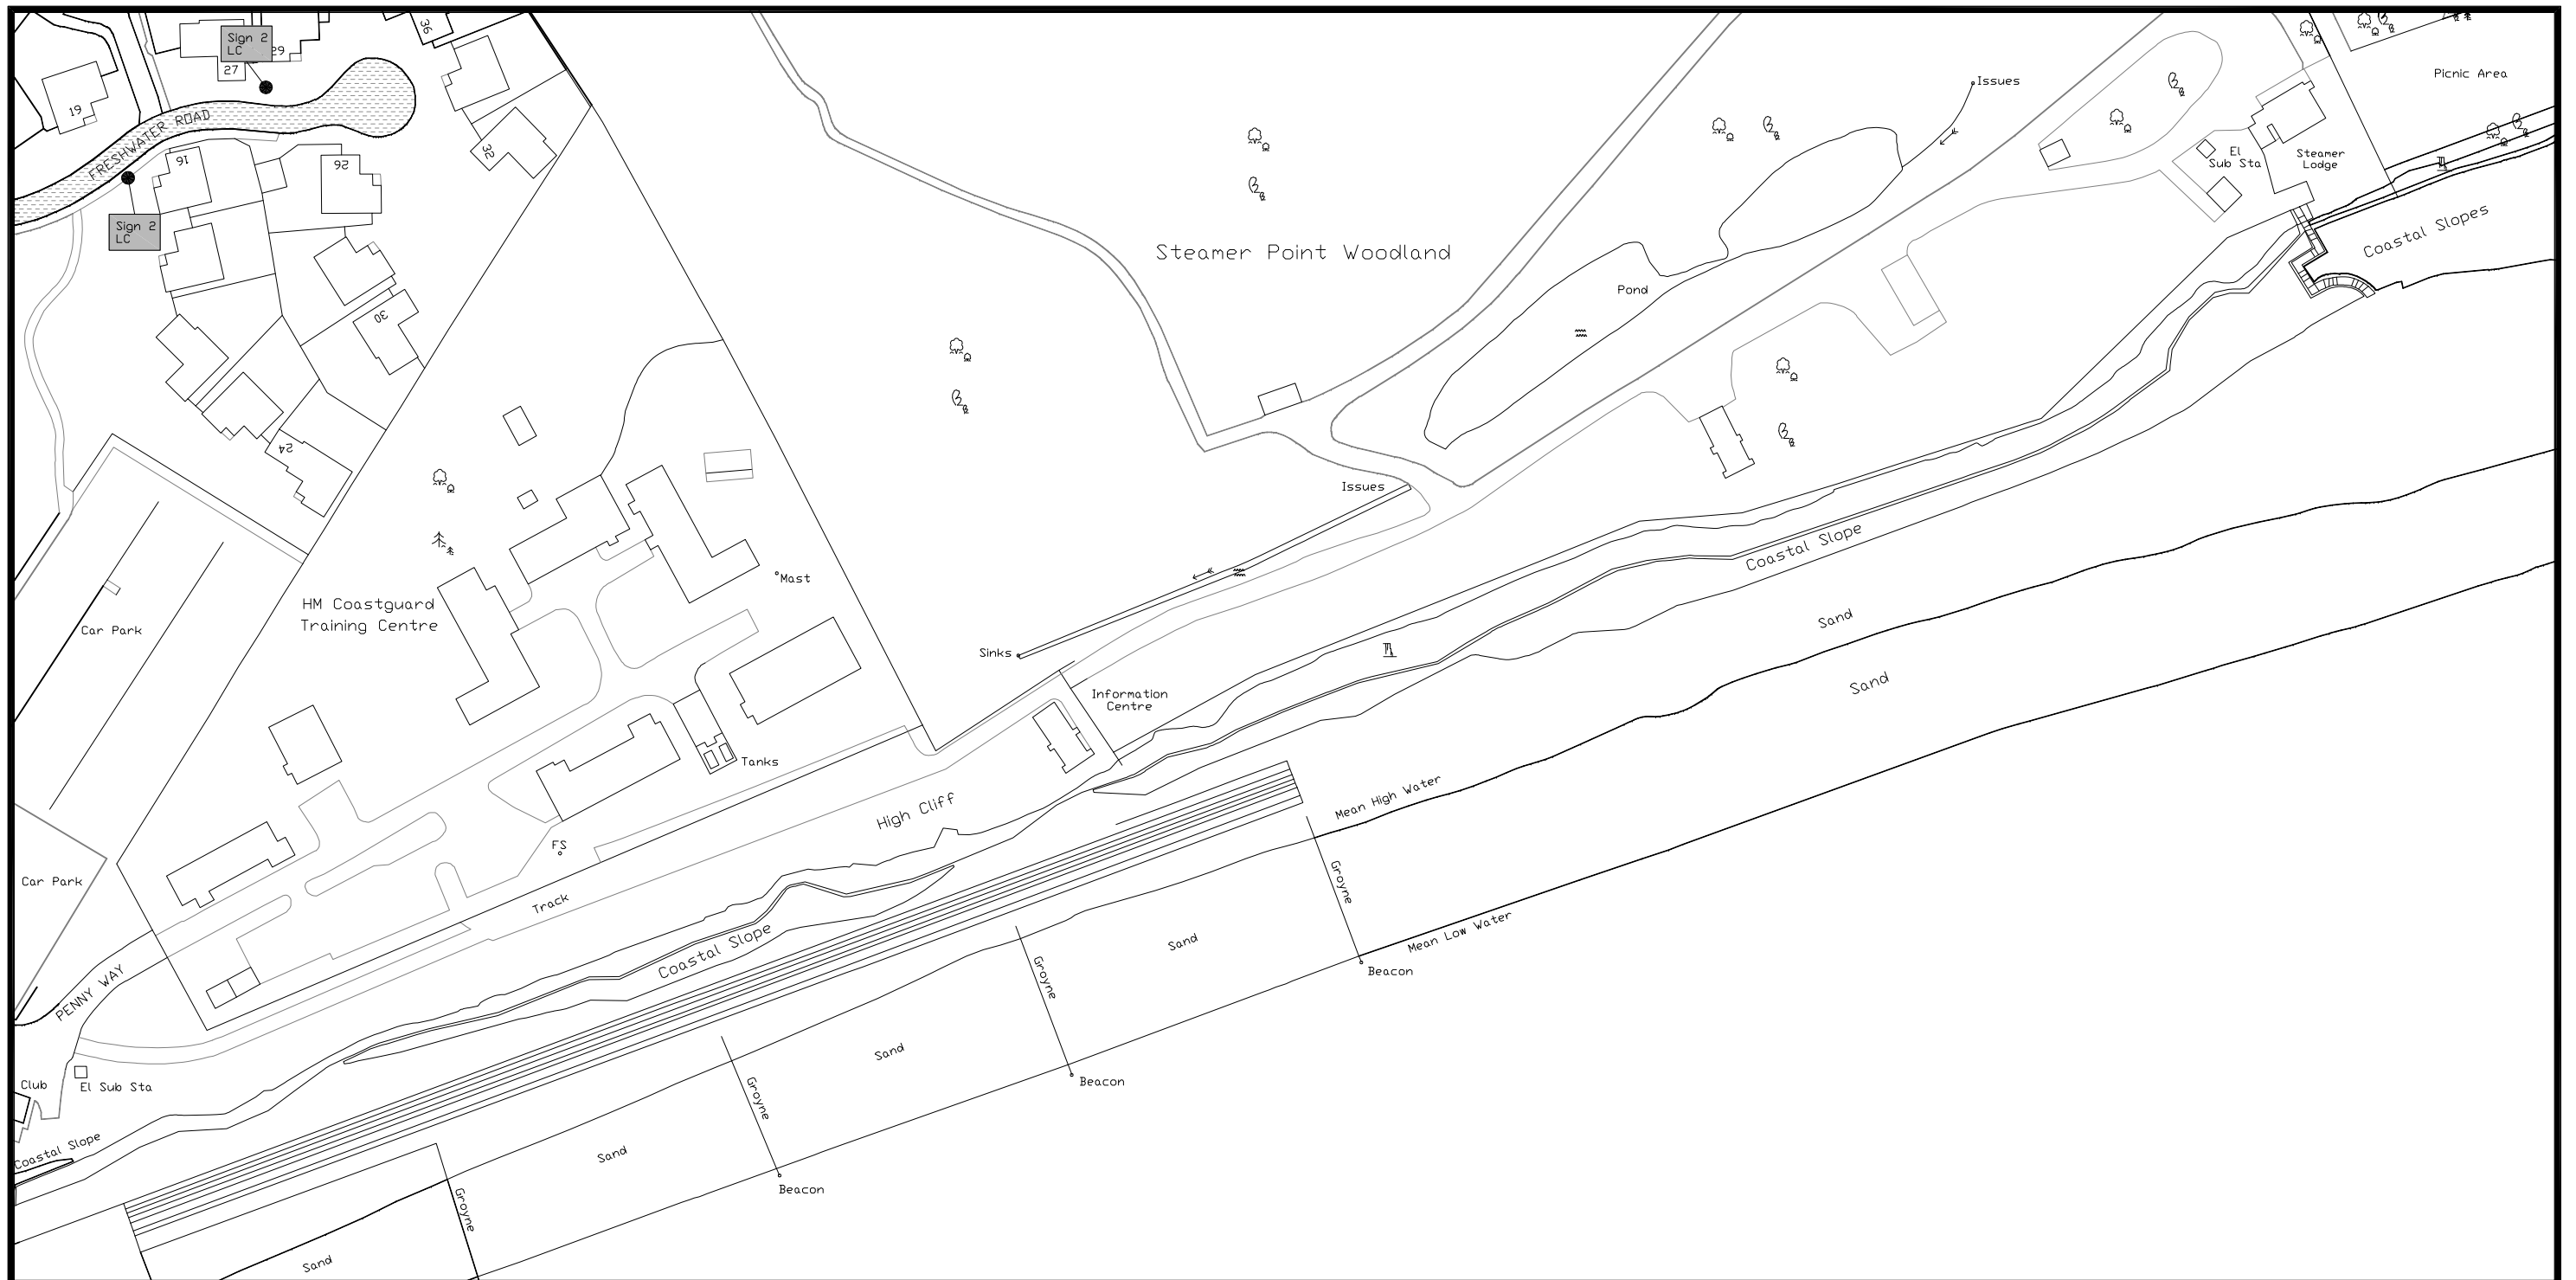 Sign 2
LC
29
27
36
19
FRESHWATER ROAD
16
26
32
Sign 2
LC
30
24
Issues
Picnic Area
El
Sub Sta
Steamer
Lodge
Coastal Slopes
Steamer Point Woodland
Pond
Issues
Coastal Slope
Mast
HM Coastguard
Training Centre
Car Park
Sand
Sinks
Sand
Information
Centre
Tanks
Mean High Water
High Cliff
FS
Groyne
Car Park
Track
Mean Low Water
Sand
Coastal Slope
Beacon
Groyne
PENNY WAY
Sand
Beacon
Club
El Sub Sta
Groyne
Coastal Slope
Sand
Beacon
Groyne
Sand